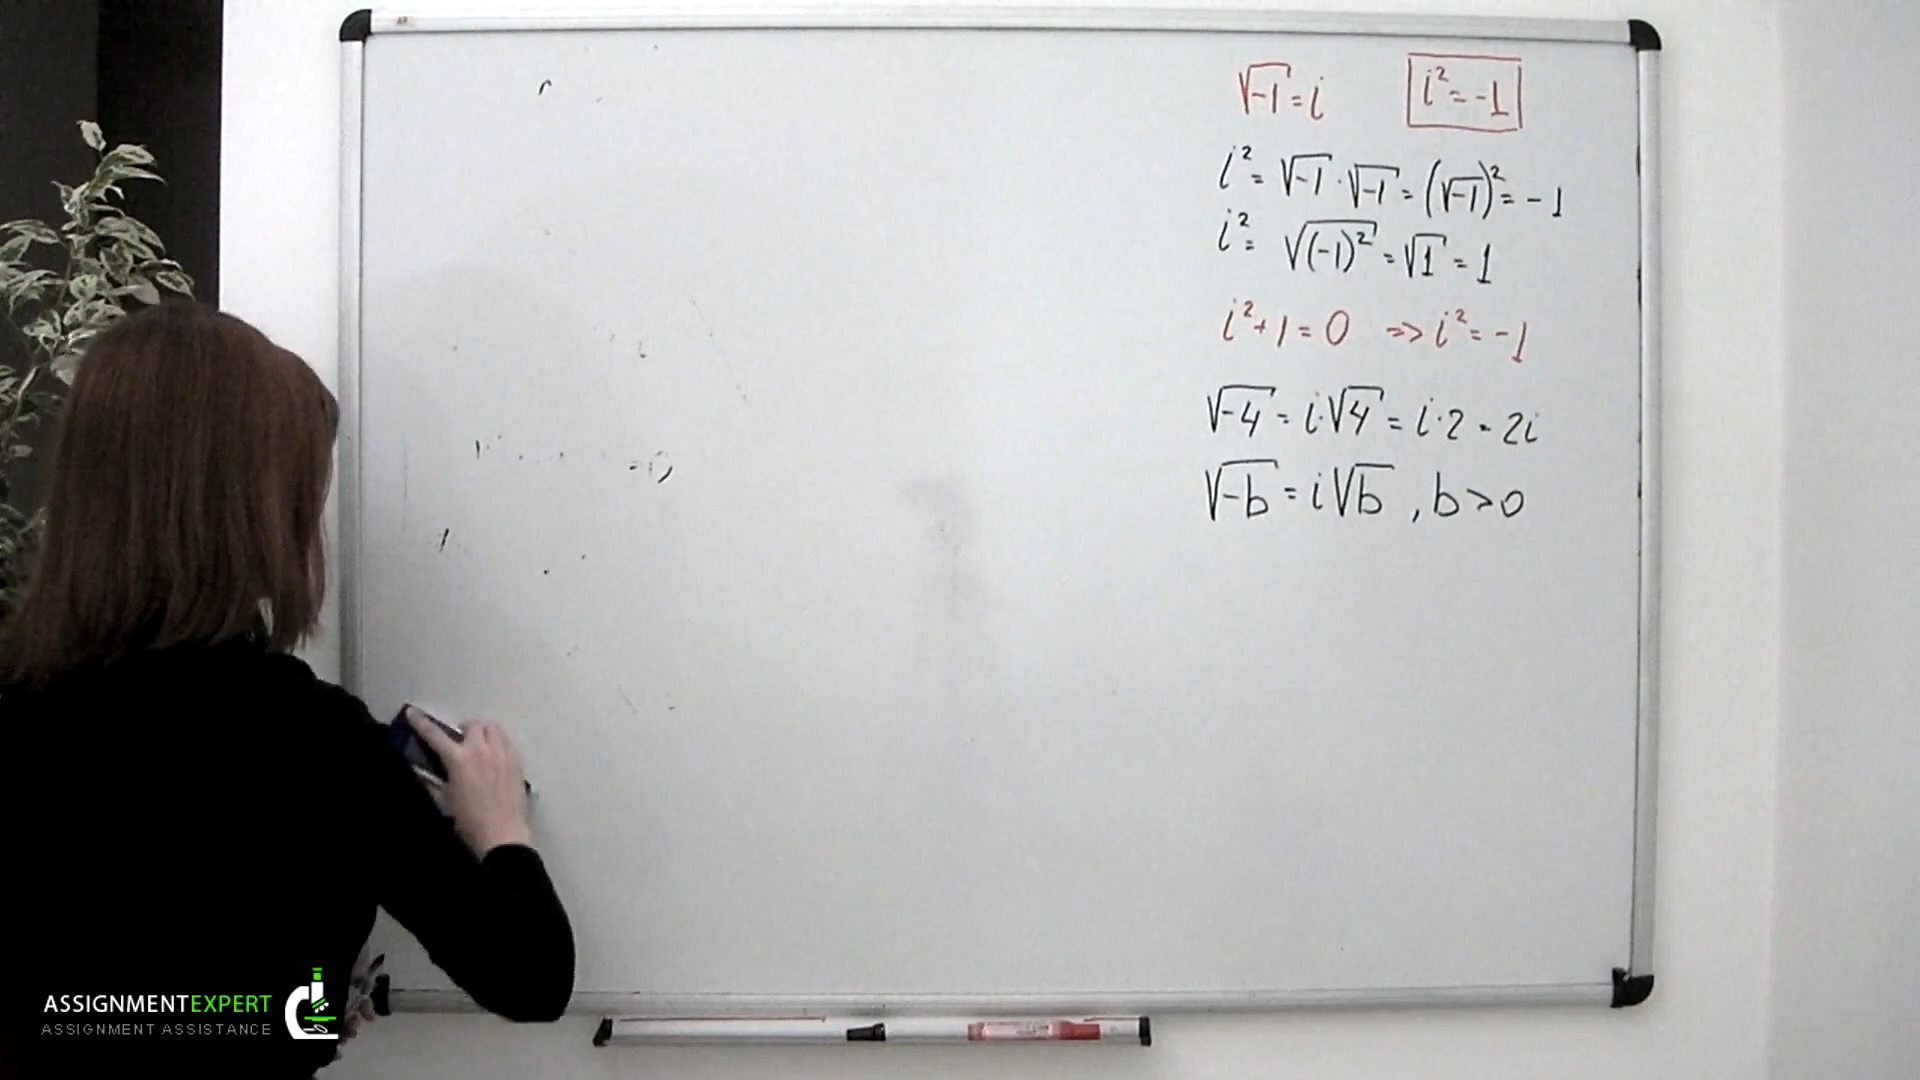 √-1 = i   i² = -1
i² = √-1 · √-1 = (√-1)² = -1
i² = √(-1)² = √1 = 1
i² + 1 = 0 => i² = -1
√-4 = i·√4 = i·2 = 2i
√-b = i√b , b > 0
= 0
ASSIGNMENTEXPERT
ASSIGNMENT ASSISTANCE